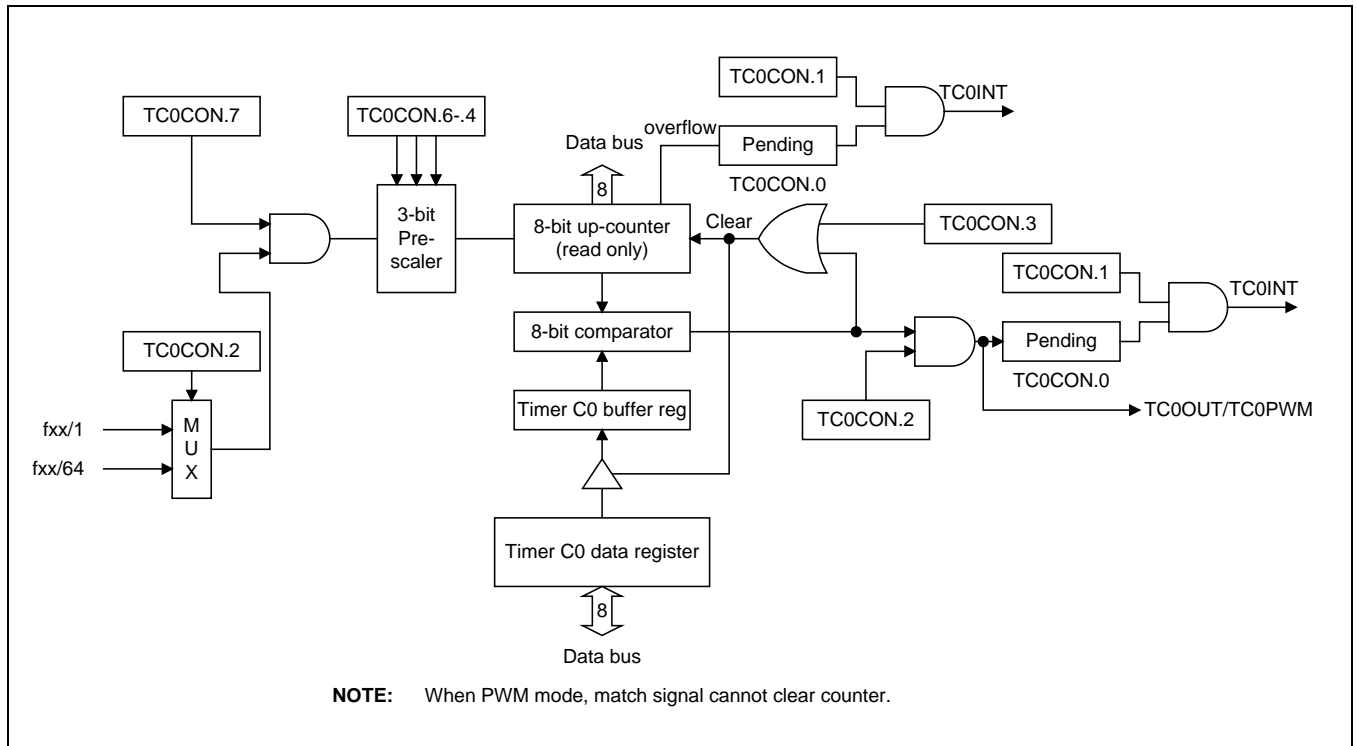 TC0CON.1
TC0INT
TC0CON.7
TC0CON.6-.4
overflow
Data bus
Pending
TC0CON.0
8
3-bit
Pre-
scaler
8-bit up-counter
(read only)
Clear
TC0CON.3
TC0CON.1
TC0INT
8-bit comparator
Pending
TC0CON.0
TC0CON.2
Timer C0 buffer reg
TC0CON.2
TC0OUT/TC0PWM
fxx/1
fxx/64
M
U
X
Timer C0 data register
8
Data bus
NOTE: When PWM mode, match signal cannot clear counter.